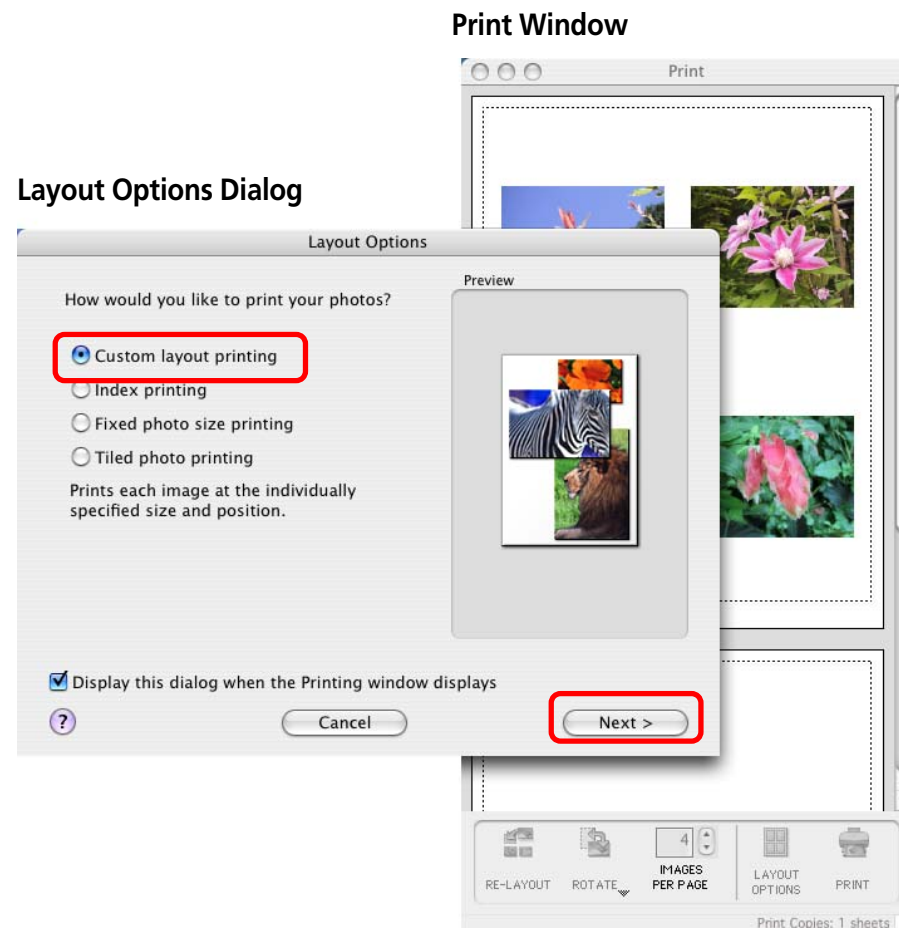 Print Window
Print
Layout Options Dialog
Layout Options
How would you like to print your photos?
Custom layout printing
Index printing
Fixed photo size printing
Tiled photo printing
Prints each image at the individually
specified size and position.
Preview
Display this dialog when the Printing window displays
?
Cancel
Next >
4
RE-LAYOUT
ROTATE
IMAGES
PER PAGE
LAYOUT
OPTIONS
PRINT
Print Copies: 1 sheets